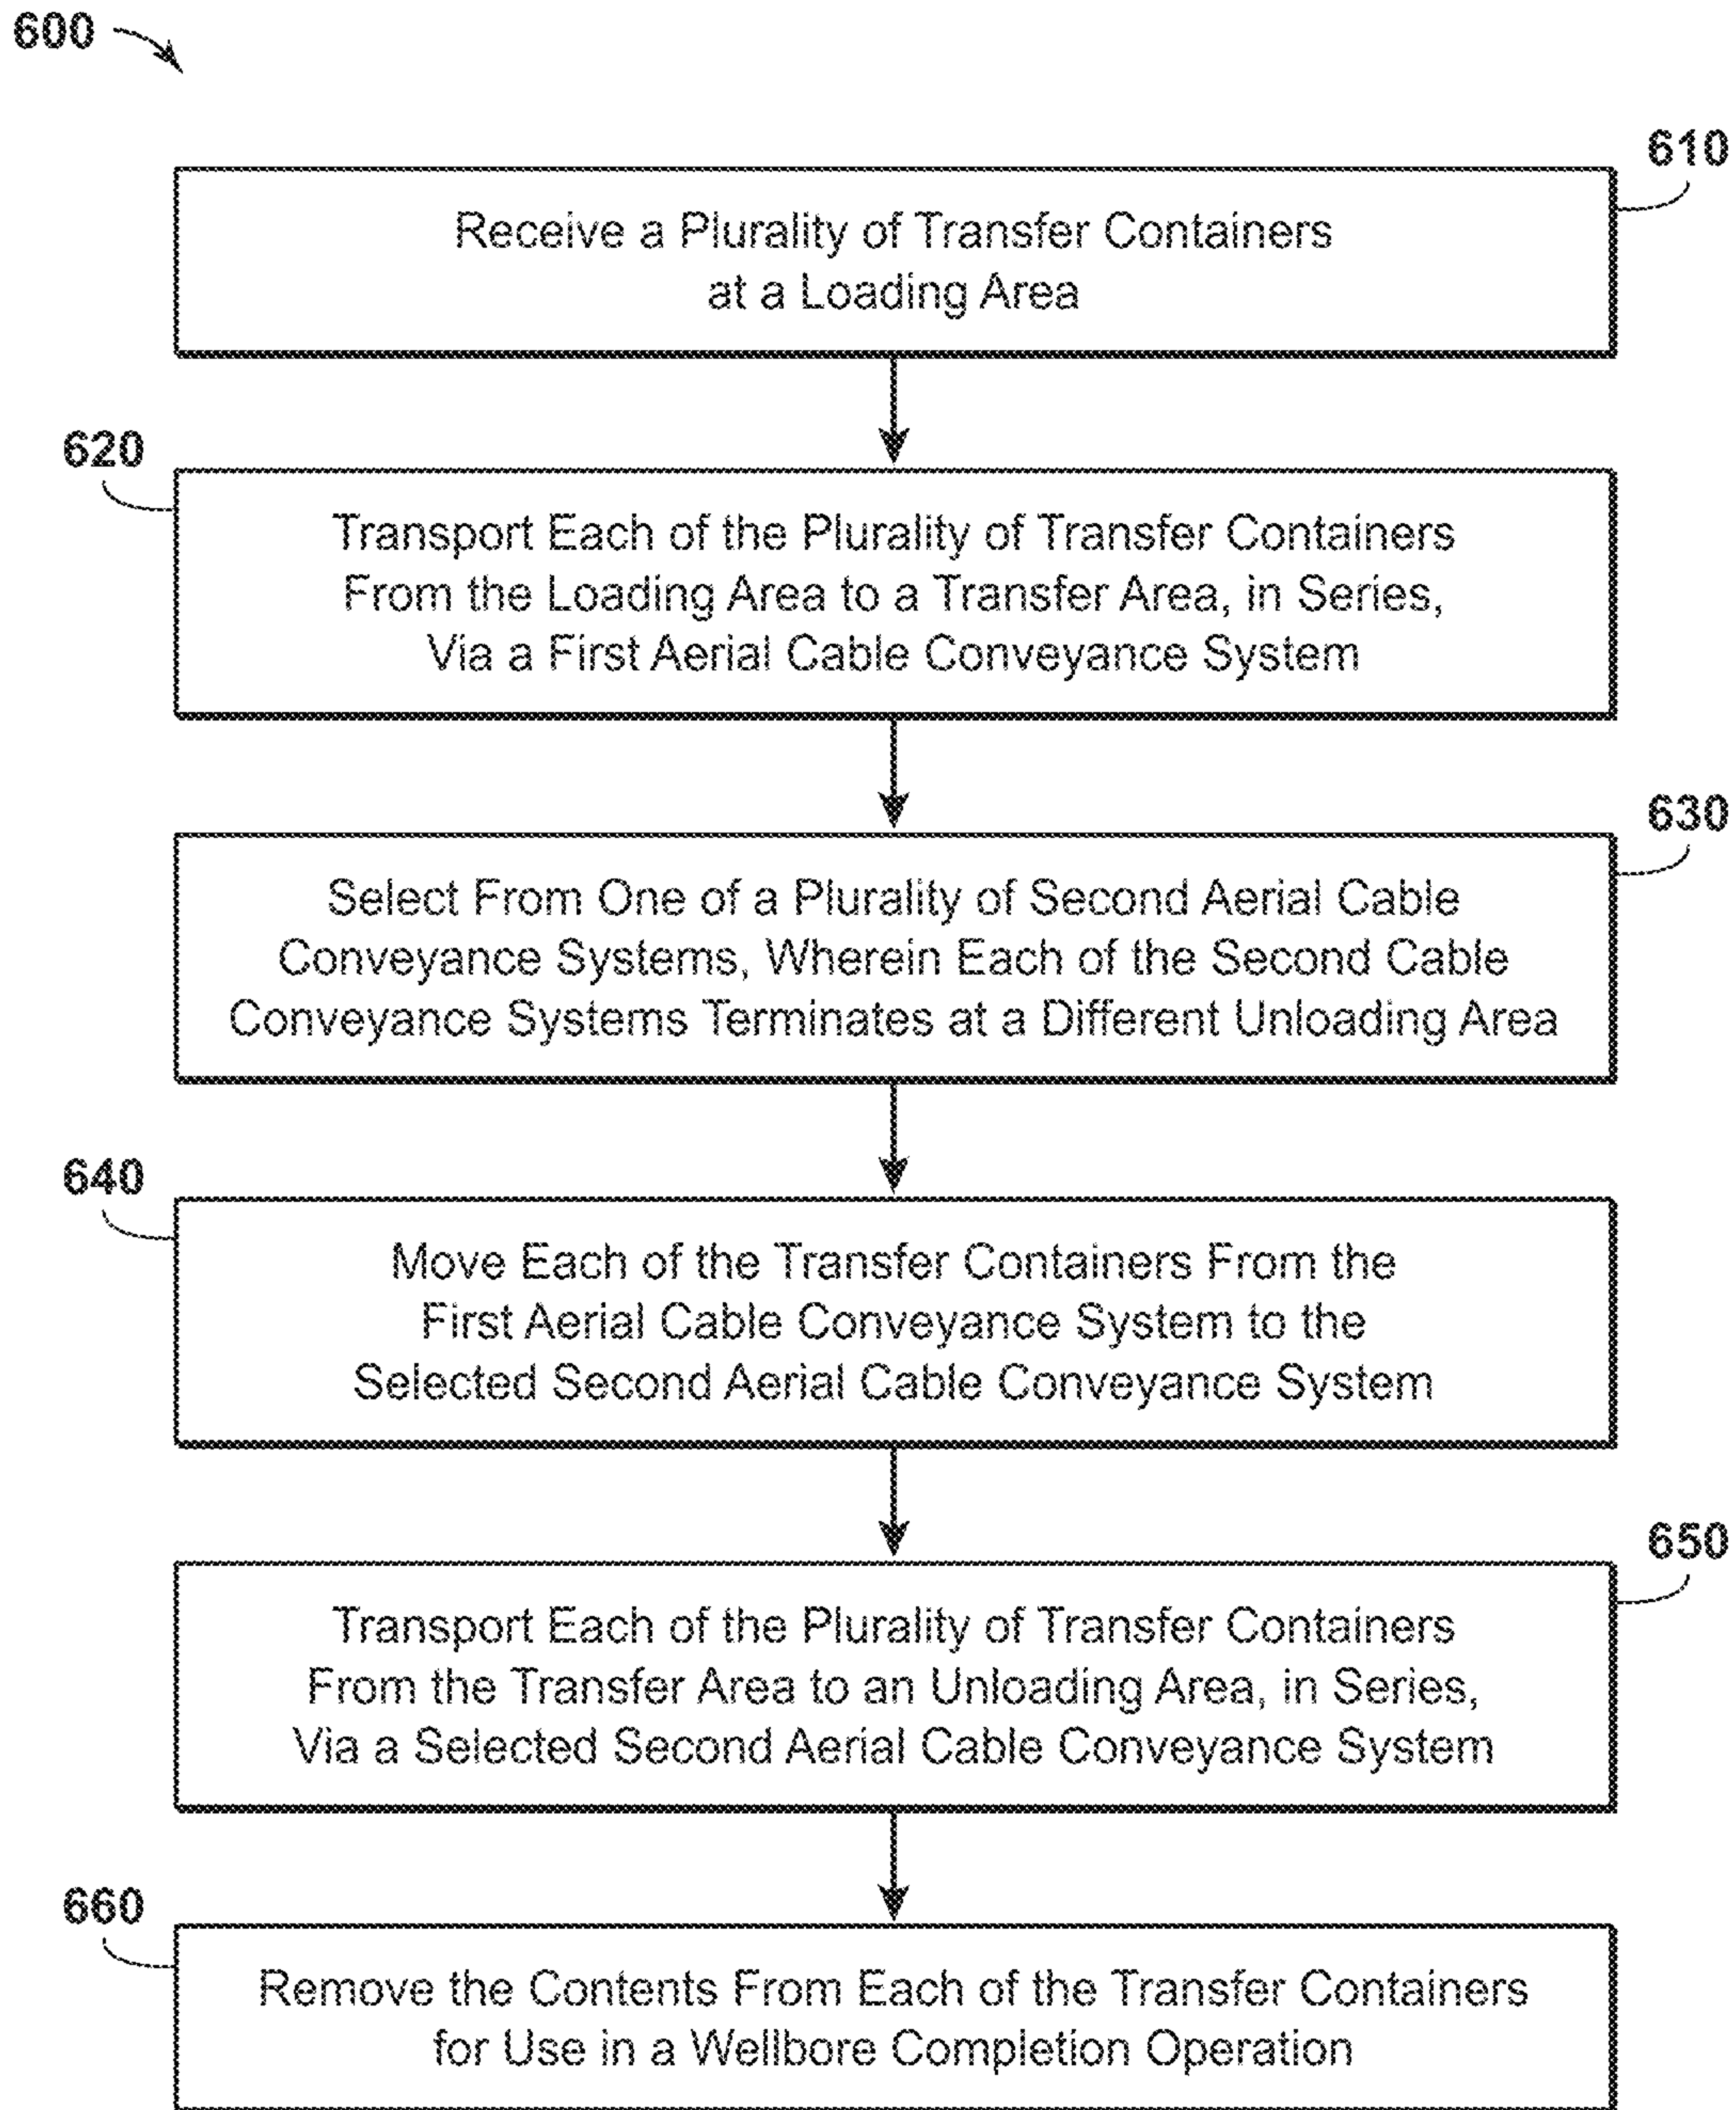 600
610
Receive a Plurality of Transfer Containers
at a Loading Area
620
Transport Each of the Plurality of Transfer Containers
From the Loading Area to a Transfer Area, in Series,
Via a First Aerial Cable Conveyance System
630
Select From One of a Plurality of Second Aerial Cable
Conveyance Systems, Wherein Each of the Second Cable
Conveyance Systems Terminates at a Different Unloading Area
640
Move Each of the Transfer Containers From the
First Aerial Cable Conveyance System to the
Selected Second Aerial Cable Conveyance System
650
Transport Each of the Plurality of Transfer Containers
From the Transfer Area to an Unloading Area, in Series,
Via a Selected Second Aerial Cable Conveyance System
660
Remove the Contents From Each of the Transfer Containers
for Use in a Wellbore Completion Operation